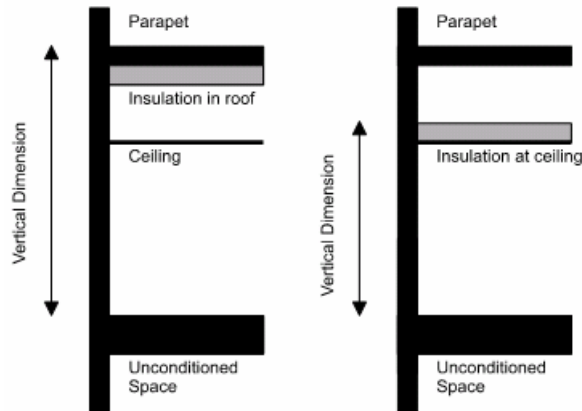 Parapet
Insulation in roof
Ceiling
Vertical Dimension
Unconditioned
Space
Parapet
Insulation at ceiling
Vertical Dimension
Unconditioned
Space